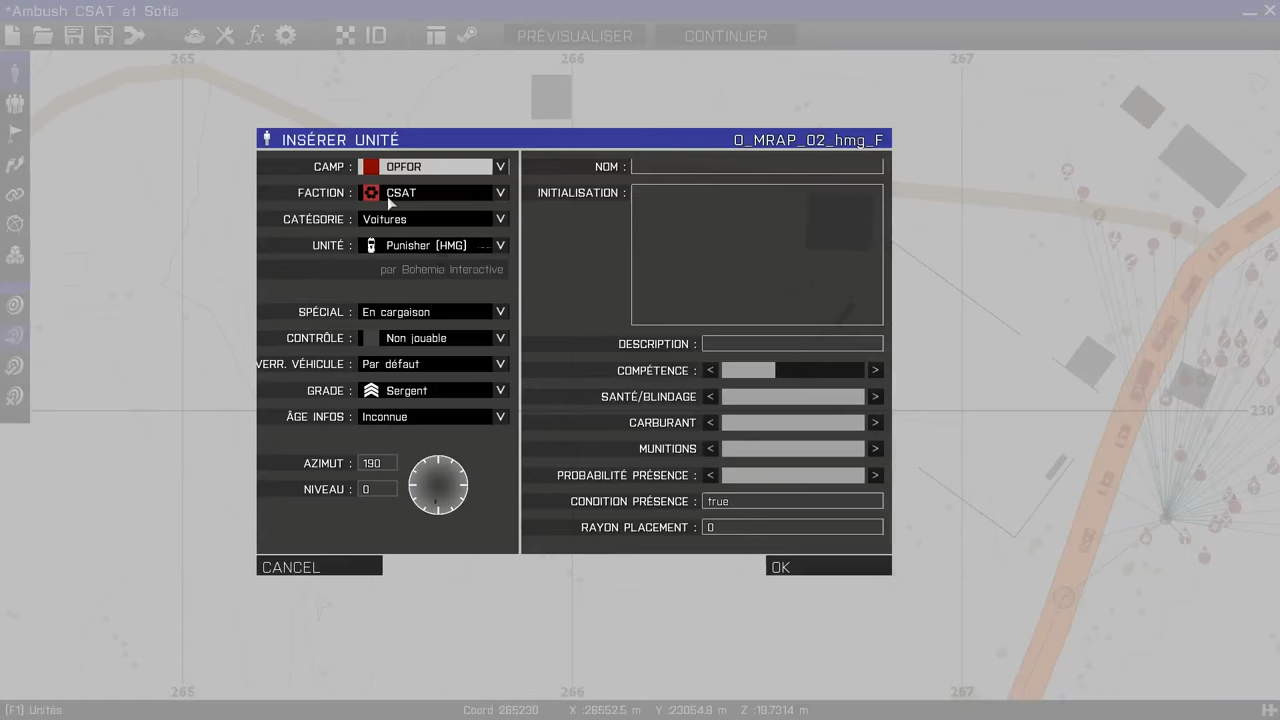 *Ambush CSAT at Sofia
ID
PRÉVISUALISER
CONTINUER
265
266
267
INSÉRER UNITÉ
O_MRAP_02_hmg_F
CAMP :
OPFOR
NOM :
FACTION :
CSAT
INITIALISATION :
CATÉGORIE :
Voitures
UNITÉ :
Punisher (HMG)
par Bohemia Interactive
SPÉCIAL :
En cargaison
CONTRÔLE :
Non jouable
DESCRIPTION :
VERR. VÉHICULE :
Par défaut
COMPÉTENCE :
GRADE :
Sergent
SANTÉ/BLINDAGE
ÂGE INFOS :
Inconnue
CARBURANT
MUNITIONS
AZIMUT :
190
PROBABILITÉ PRÉSENCE :
NIVEAU :
0
CONDITION PRÉSENCE :
true
RAYON PLACEMENT :
0
CANCEL
OK
230
265
266
267
(F1) Unités
Coord 265230
X :26552.5 m
Y :23054.8 m
Z :19.7314 m